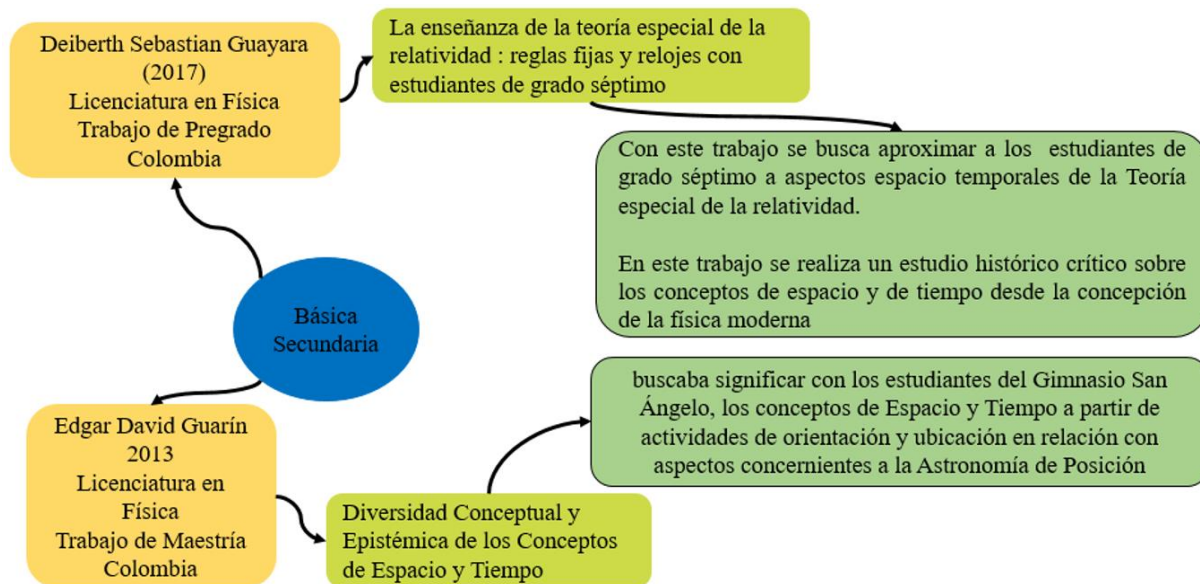 Deiberth Sebastian Guayara
(2017)
Licenciatura en Física
Trabajo de Pregrado
Colombia
La enseñanza de la teoría especial de la
relatividad : reglas fijas y relojes con
estudiantes de grado séptimo
Con este trabajo se busca aproximar a los estudiantes de
grado séptimo a aspectos espacio temporales de la Teoría
especial de la relatividad.
En este trabajo se realiza un estudio histórico crítico sobre
los conceptos de espacio y de tiempo desde la concepción
de la física moderna
Básica
Secundaria
Edgar David Guarín
2013
Licenciatura en
Física
Trabajo de Maestría
Colombia
Diversidad Conceptual y
Epistémica de los Conceptos
de Espacio y Tiempo
buscaba significar con los estudiantes del Gimnasio San
Ángelo, los conceptos de Espacio y Tiempo a partir de
actividades de orientación y ubicación en relación con
aspectos concernientes a la Astronomía de Posición